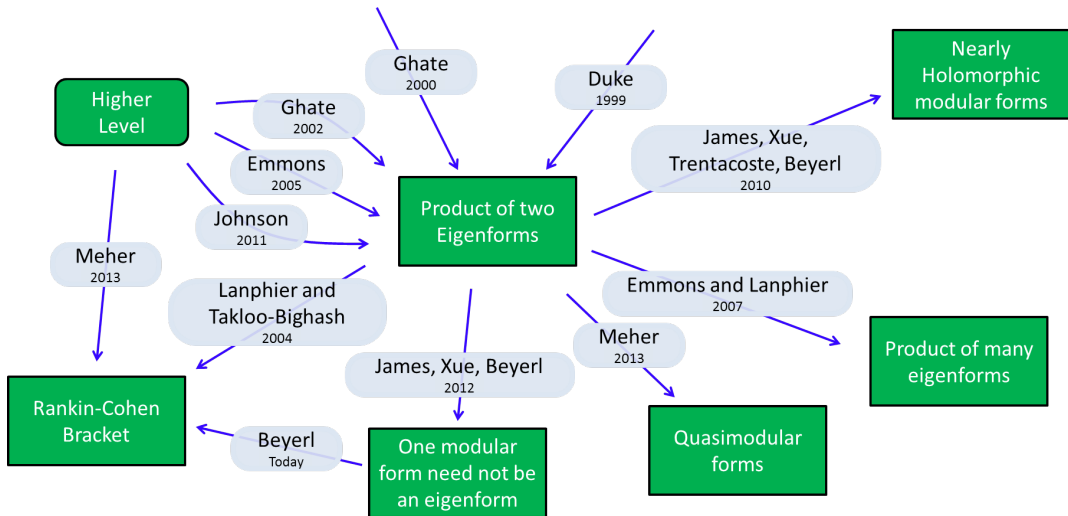 Ghate
2000
Duke
1999
Nearly
Holomorphic
modular forms
Higher
Level
Ghate
2002
James, Xue,
Trentacoste, Beyerl
2010
Emmons
2005
Product of two
Eigenforms
Johnson
2011
Meher
2013
Lanphier and
Takloo-Bighash
2004
Emmons and Lanphier
2007
Meher
2013
Product of many
eigenforms
James, Xue, Beyerl
2012
Rankin-Cohen
Bracket
Beyerl
Today
One modular
form need not be
an eigenform
Quasimodular
forms